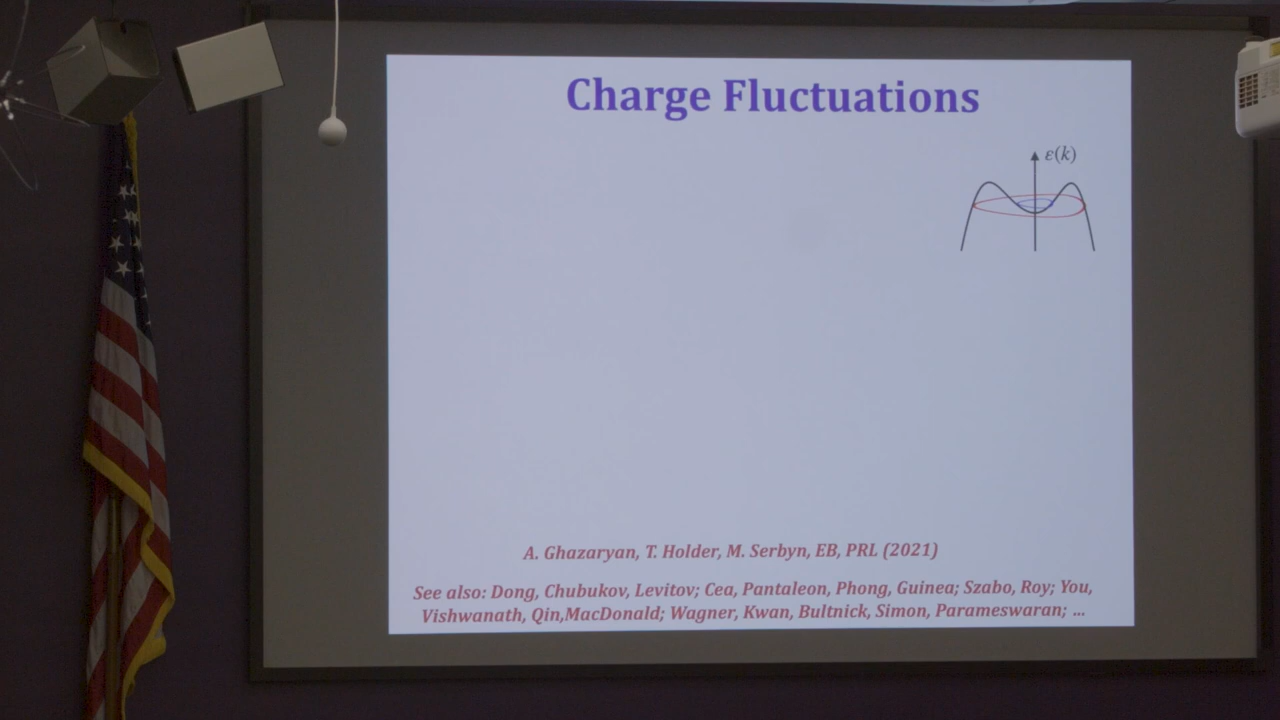 Charge Fluctuations
ε(k)
A. Ghazaryan, T. Holder, M. Serbyn, EB, PRL (2021)
See also: Dong, Chubukov, Levitov; Cea, Pantaleon, Phong, Guinea; Szabo, Roy; You,
Vishwanath, Qin,MacDonald; Wagner, Kwan, Bultnick, Simon, Parameswaran; ...